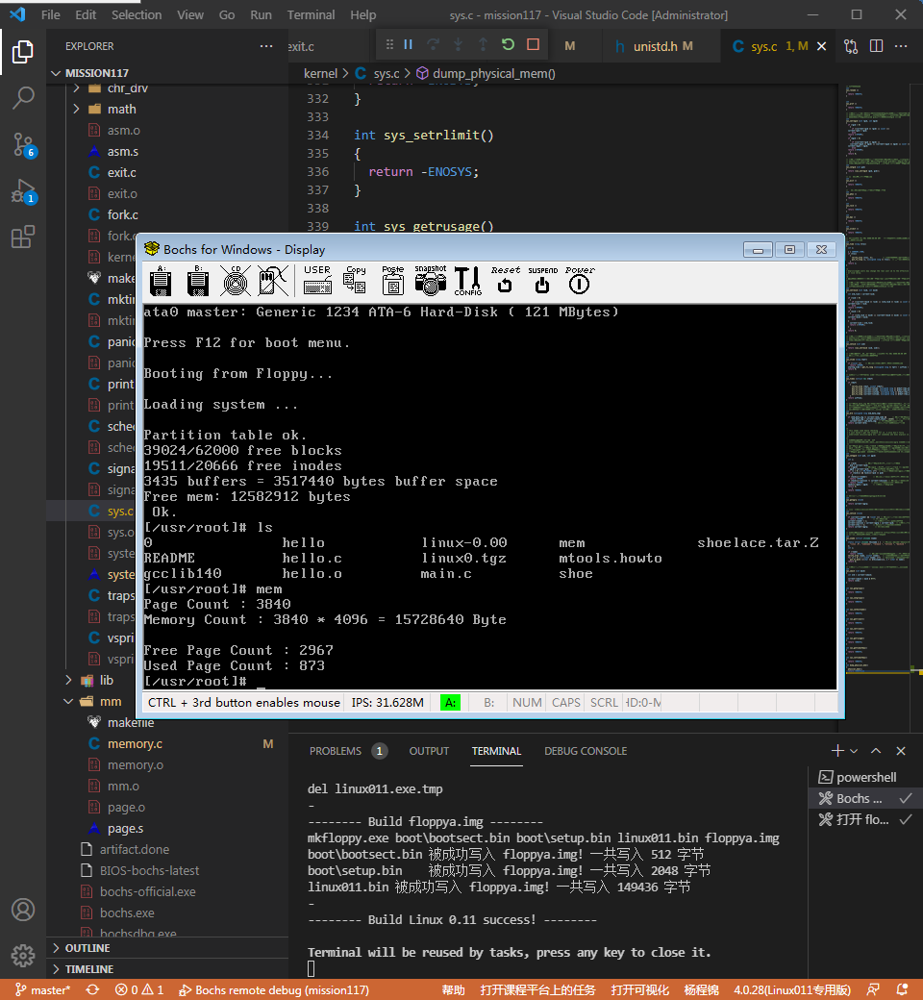 File Edit Selection Linux View Go Run Terminal Help sys.c - mission117 - Visual Studio Code [Administrator]
EXPLORER
exit.c M unistd.h M sys.c 1, M
MISSION117
kernel > sys.c > dump_physical_mem()
chr_drv
math
asm.o
asm.s
exit.c
exit.o
fork.c
fork.
kerne
make
mktin
mktin
panic
panic
print
print
sche
sche
signa
signa
sys.c
sys.o
syste
syste
traps
traps
vspri
vspri
lib
mm
makefile
memory.c M
memory.o
mm.o
page.o
page.s
artifact.done
BIOS-bochs-latest
bochs-official.exe
bochs.exe
bochsdbg.exe
OUTLINE
TIMELINE
6
1
332 }
333
334 int sys_setrlimit()
335 {
336 return -ENOSYS;
337 }
338
339 int sys_getrusage()
Bochs for Windows - Display
A: B: CD USER Copy Paste snapshot CONFIG Reset SUSPEND Power
ata0 master: Generic 1234 ATA-6 Hard-Disk ( 121 MBytes)
Press F12 for boot menu.
Booting from Floppy...
Loading system ...
Partition table ok.
39024/62000 free blocks
19511/20666 free inodes
3435 buffers = 3517440 bytes buffer space
Free mem: 12582912 bytes
Ok.
[/usr/root]# ls
0 hello linux-0.00 mem shoelace.tar.Z
README hello.c linux0.tgz mtools.howto
gcclib140 hello.o main.c shoe
[/usr/root]# mem
Page Count : 3840
Memory Count : 3840 * 4096 = 15728640 Byte
Free Page Count : 2967
Used Page Count : 873
[/usr/root]# _
CTRL + 3rd button enables mouse IPS: 31.628M A: B: NUM CAPS SCRL HD:0-M
PROBLEMS 1 OUTPUT TERMINAL DEBUG CONSOLE
del linux011.exe.tmp
-
-------- Build floppya.img --------
mkfloppy.exe boot\bootsect.bin boot\setup.bin linux011.bin floppya.img
boot\bootsect.bin 被成功写入 floppya.img! 一共写入 512 字节
boot\setup.bin 被成功写入 floppya.img! 一共写入 2048 字节
linux011.bin 被成功写入 floppya.img! 一共写入 149436 字节
-
-------- Build Linux 0.11 success! --------
Terminal will be reused by tasks, press any key to close it.
powershell
Bochs ...
打开 flo...
master* 0 1 Bochs remote debug (mission117) 帮助 打开课程平台上的任务 打开可视化 杨程锦 4.0.28(Linux011专用版)